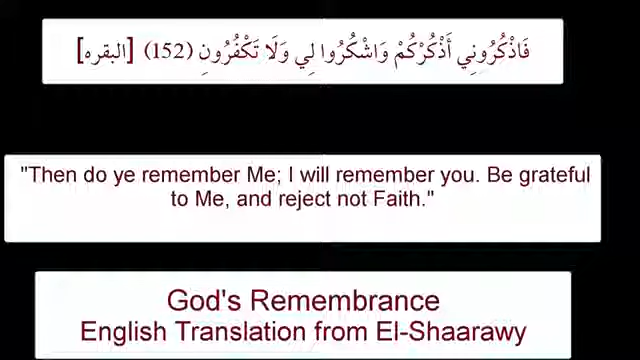 فَاذْكُرُونِي أَذْكُرْكُمْ وَاشْكُرُوا لِي وَلَا تَكْفُرُونِ (152) [البقره]
"Then do ye remember Me; I will remember you. Be grateful
to Me, and reject not Faith."
God's Remembrance
English Translation from El-Shaarawy